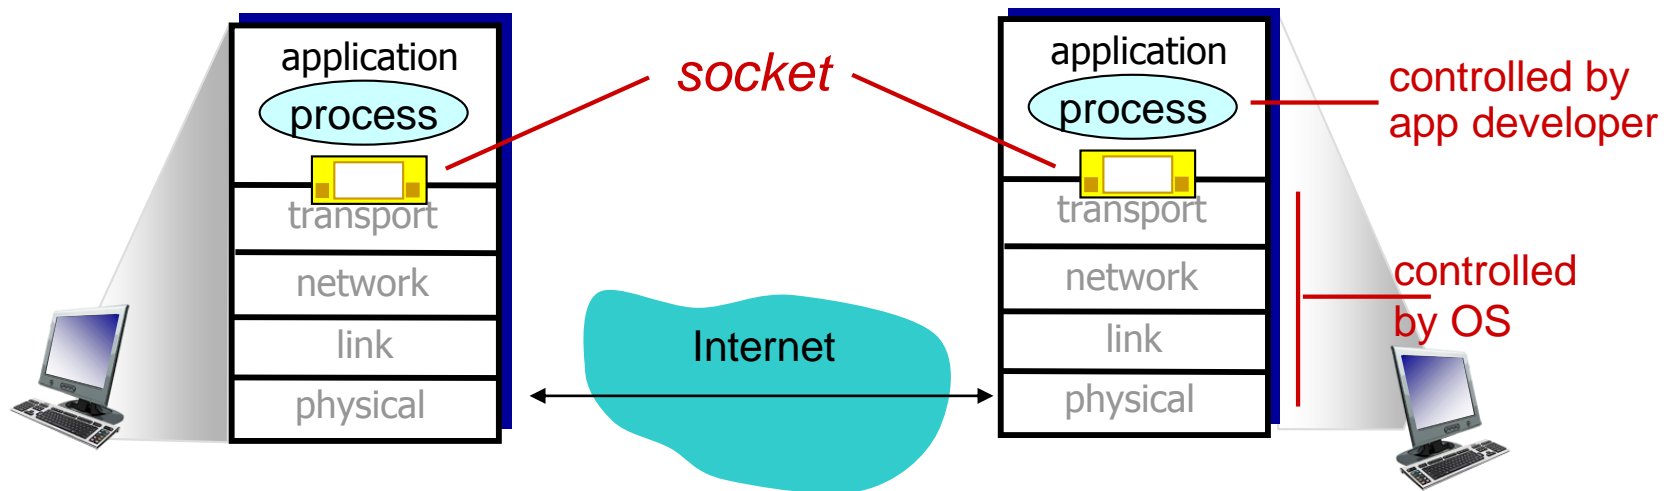 application
process
transport
network
link
physical
socket
Internet
application
process
transport
network
link
physical
controlled by
app developer
controlled
by OS